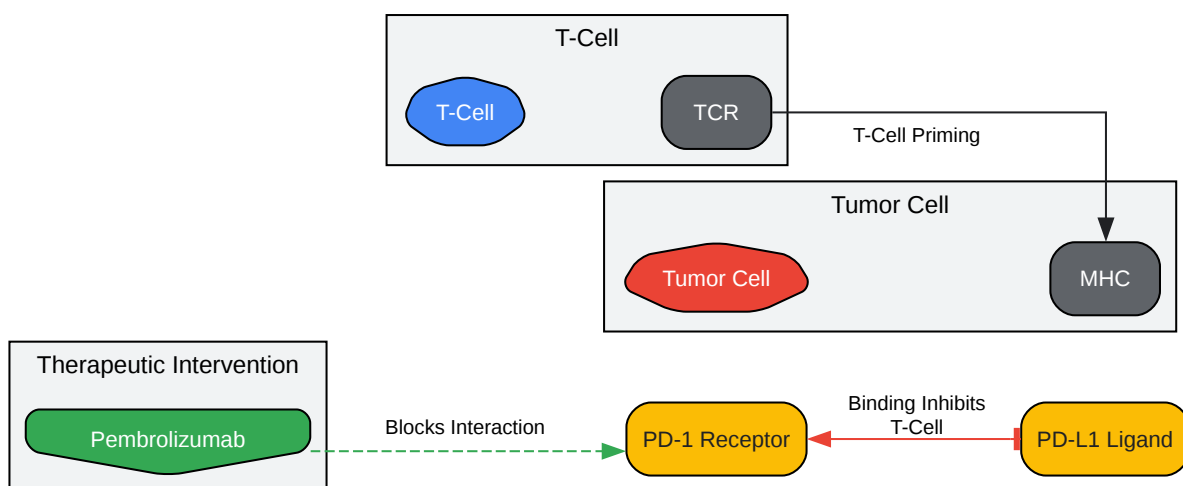 T-Cell
T-Cell
TCR
T-Cell Priming
Tumor Cell
Tumor Cell
MHC
Therapeutic Intervention
Pembrolizumab
Blocks Interaction
PD-1 Receptor
Binding Inhibits
T-Cell
PD-L1 Ligand